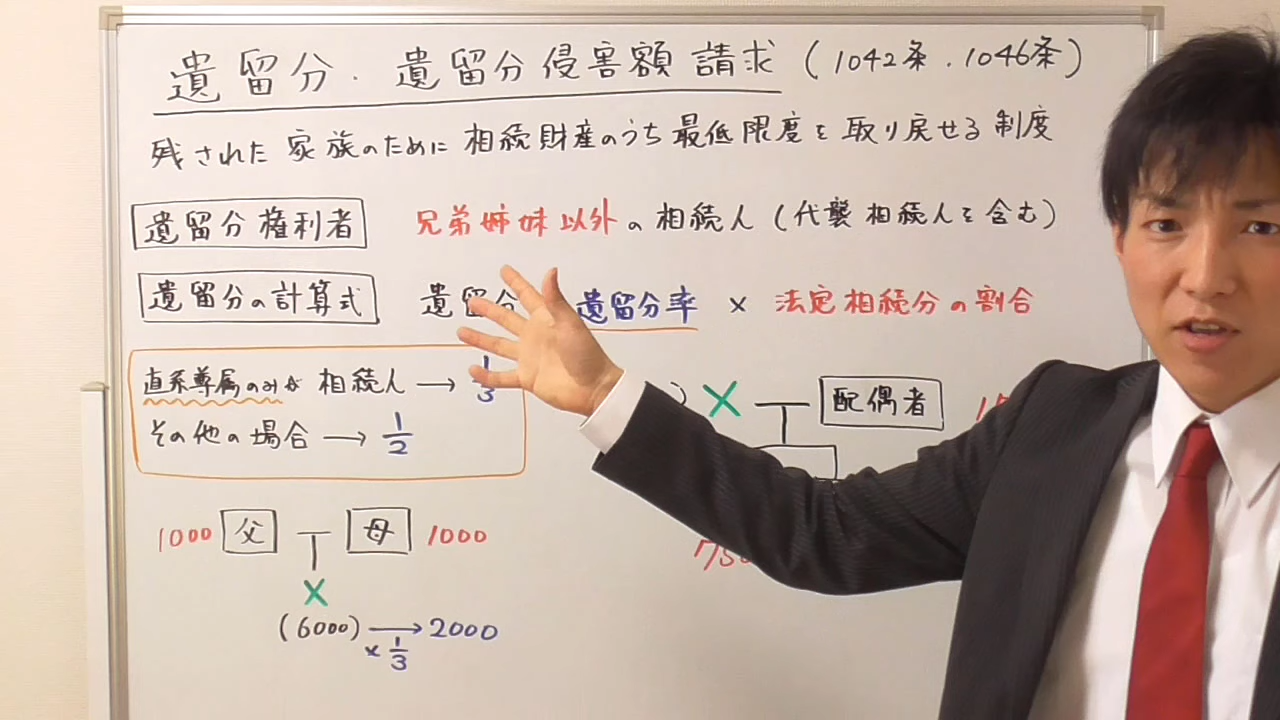 遺留分・遺留分侵害額請求(1042条・1046条)
残された家族のために相続財産のうち最低限度を取り戻せる制度
遺留分権利者 兄弟姉妹以外の相続人(代襲相続人を含む)
遺留分の計算式 遺留分 遺留分率 × 法定相続分の割合
直系尊属のみが相続人 → 1/3
その他の場合 → 1/2
) X 配偶者
1000 父 母 1000
X
(6000) → 2000
× 1/3